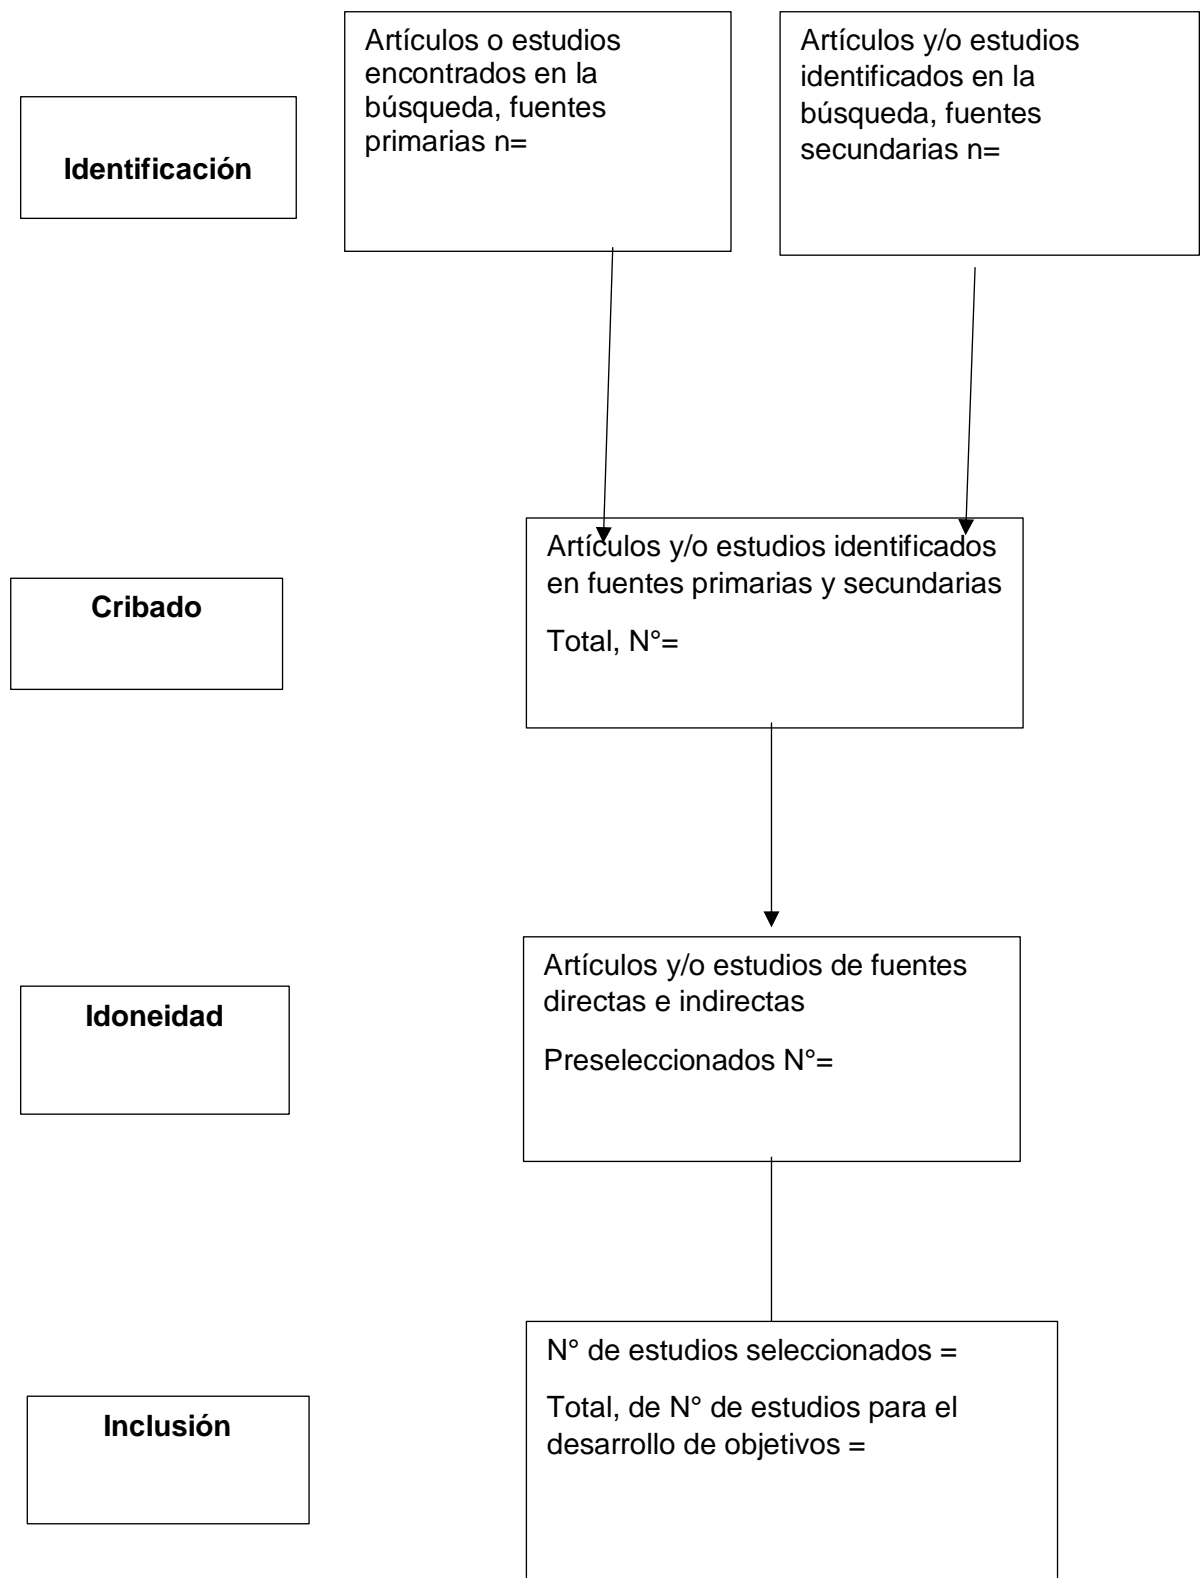 Identificación
Artículos o estudios
encontrados en la
búsqueda, fuentes
primarias n=
Artículos y/o estudios
identificados en la
búsqueda, fuentes
secundarias n=
Cribado
Artículos y/o estudios identificados
en fuentes primarias y secundarias
Total, N°=
Idoneidad
Artículos y/o estudios de fuentes
directas e indirectas
Preseleccionados N°=
Inclusión
N° de estudios seleccionados =
Total, de N° de estudios para el
desarrollo de objetivos =